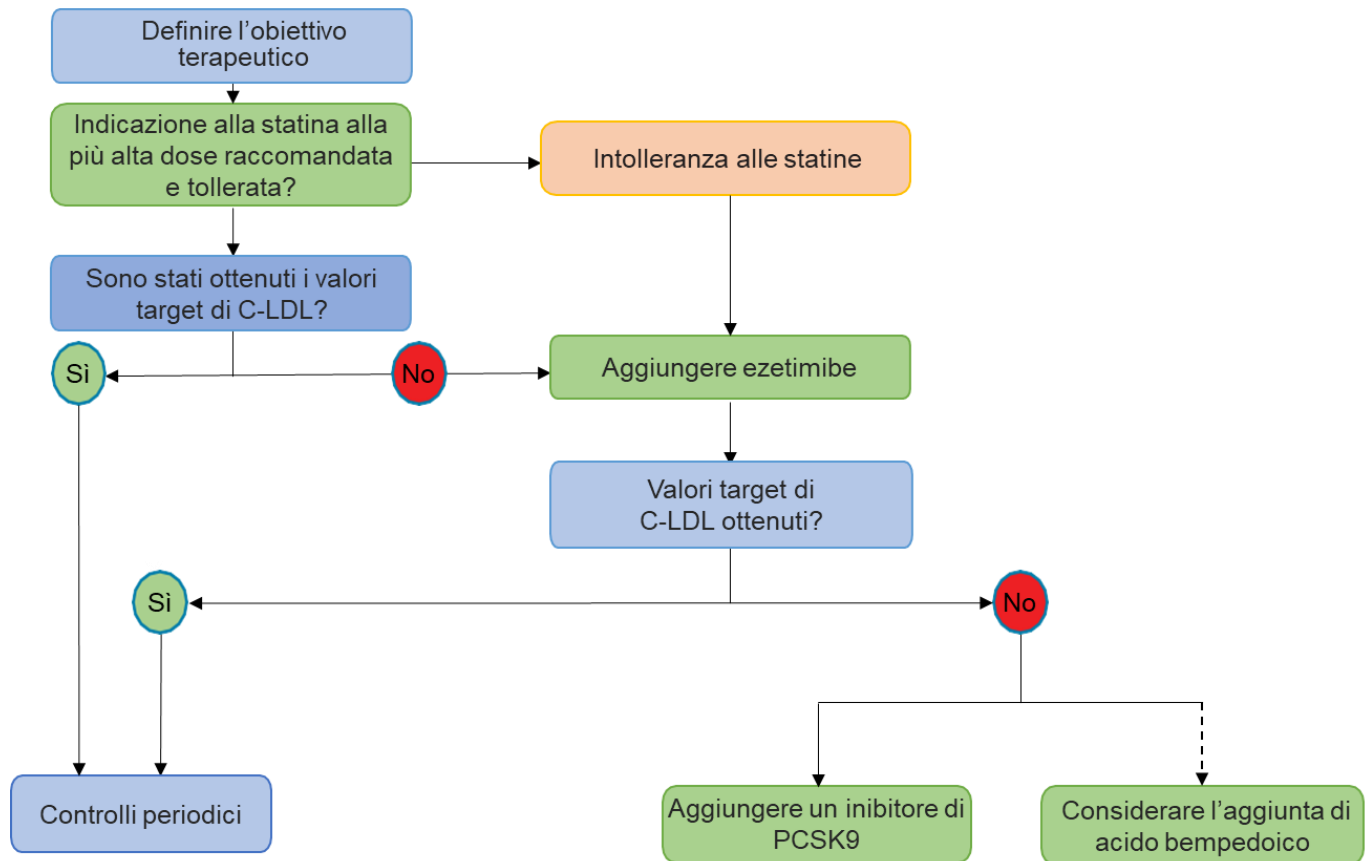 Definire l’obiettivo
terapeutico
Indicazione alla statina alla
più alta dose raccomandata
e tollerata?
Intolleranza alle statine
Sono stati ottenuti i valori
target di C-LDL?
Sì
No
Aggiungere ezetimibe
Valori target di
C-LDL ottenuti?
Sì
No
Controlli periodici
Aggiungere un inibitore di
PCSK9
Considerare l’aggiunta di
acido bempedoico